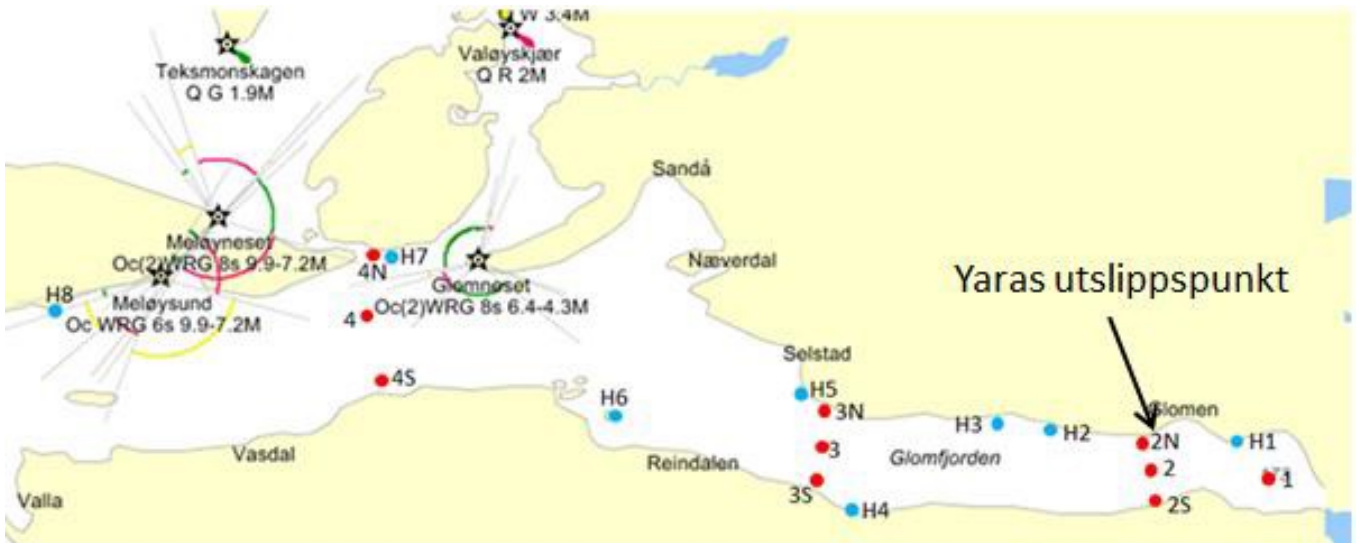 W 3.4M
Teksmonskagen
Q G 1.9M
Valøyskjær
Q R 2M
Sandå
Meløyneset
Oc(2)WRG 8s 9.9-7.2M
4N
H7
Glomneset
Oc(2)WRG 8s 6.4-4.3M
Næverdal
Yaras utslippspunkt
H8
Meløysund
Oc WRG 6s 9.9-7.2M
4
Selstad
4S
H5
H6
3N
Glomen
H3
H2
2N
H1
Vasdal
Reindalen
3
Glomfjorden
2
1
3S
Valla
H4
2S